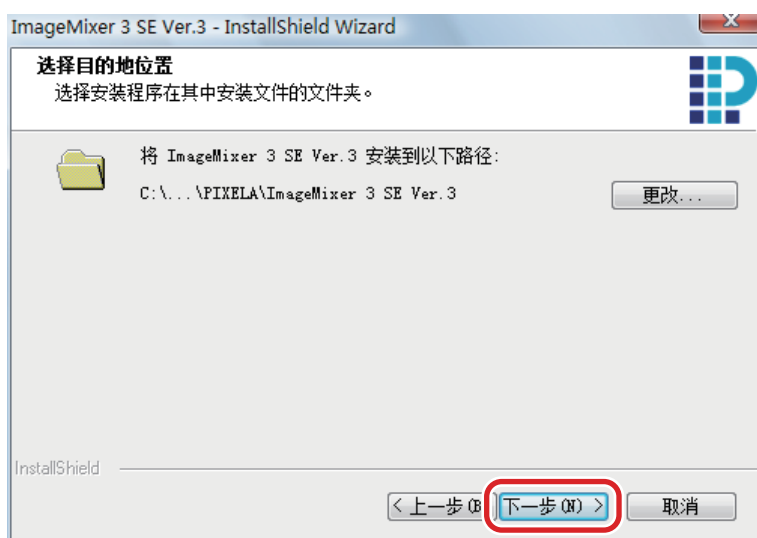 ImageMixer 3 SE Ver.3 - InstallShield Wizard
选择目的地位置
选择安装程序在其中安装文件的文件夹。
将 ImageMixer 3 SE Ver.3 安装到以下路径:
C:\...\PIXELA\ImageMixer 3 SE Ver.3
更改...
InstallShield
< 上一步(B
下一步(N) >
取消